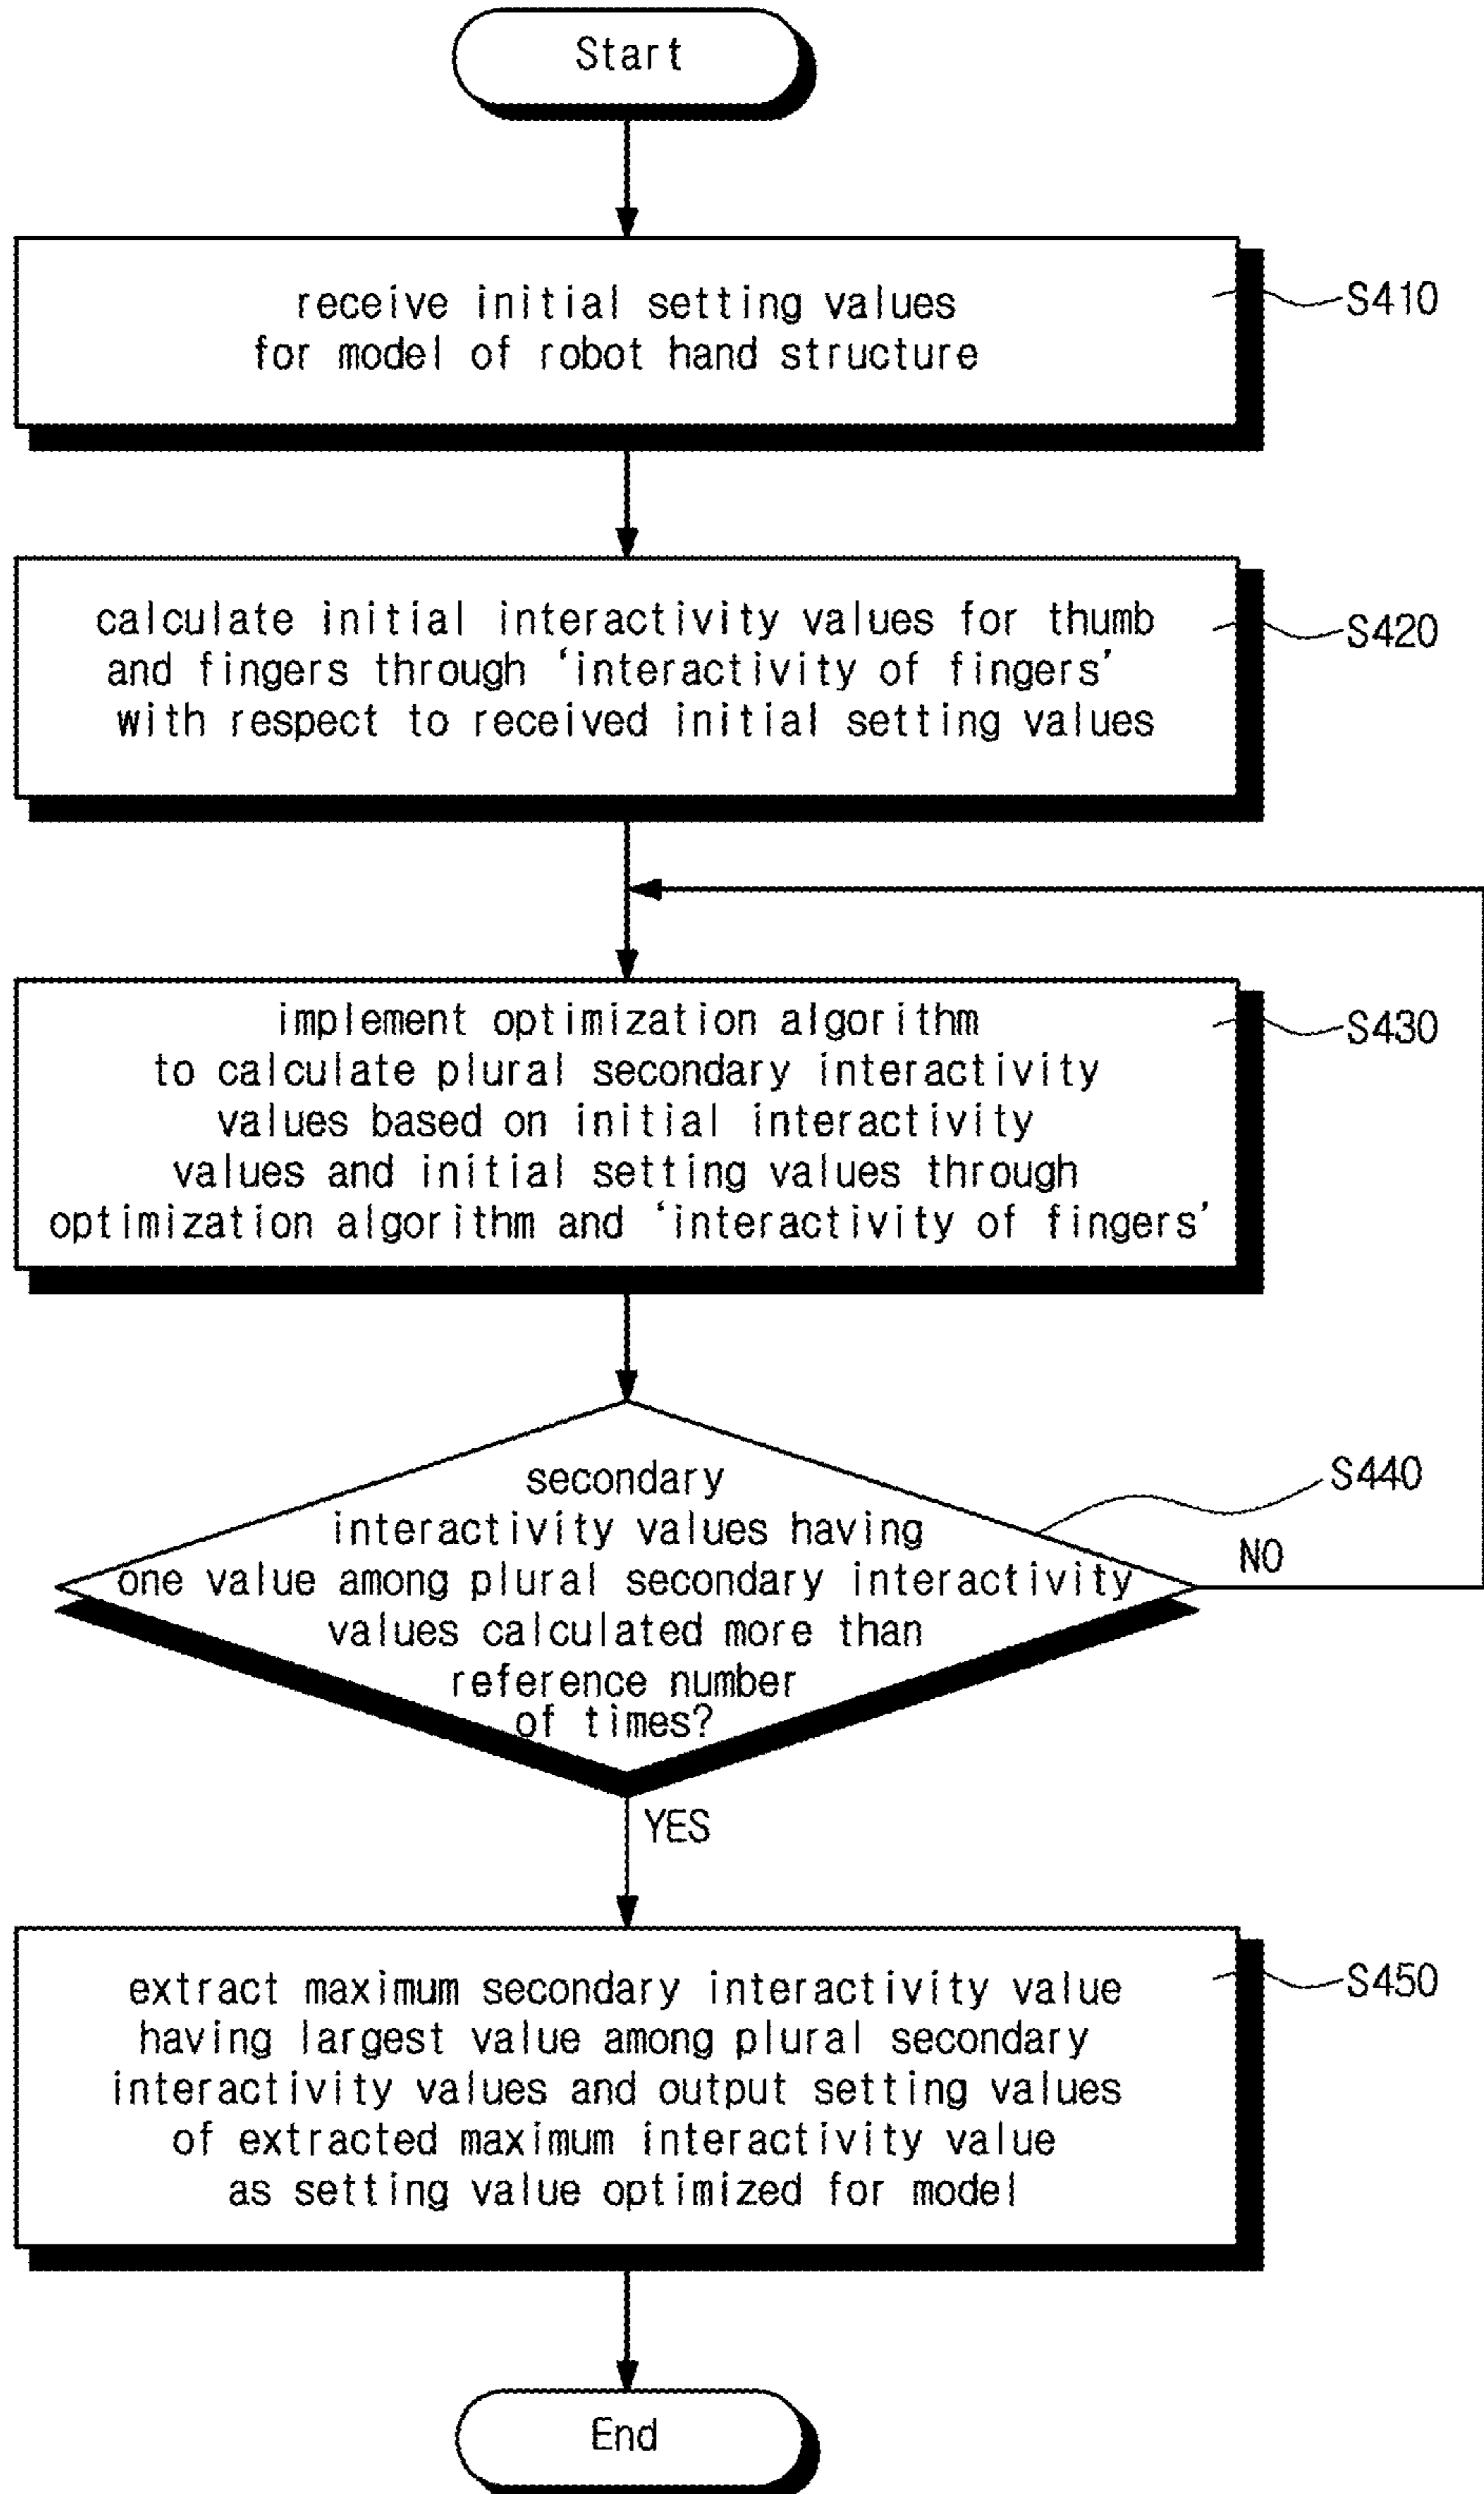 Start
receive initial setting values
for model of robot hand structure
S410
calculate initial interactivity values for thumb
and fingers through ‘interactivity of fingers’
with respect to received initial setting values
S420
implement optimization algorithm
to calculate plural secondary interactivity
values based on initial interactivity
values and initial setting values through
optimization algorithm and ‘interactivity of fingers’
S430
secondary
interactivity values having
one value among plural secondary interactivity
values calculated more than
reference number
of times?
S440
NO
YES
extract maximum secondary interactivity value
having largest value among plural secondary
interactivity values and output setting values
of extracted maximum interactivity value
as setting value optimized for model
S450
End